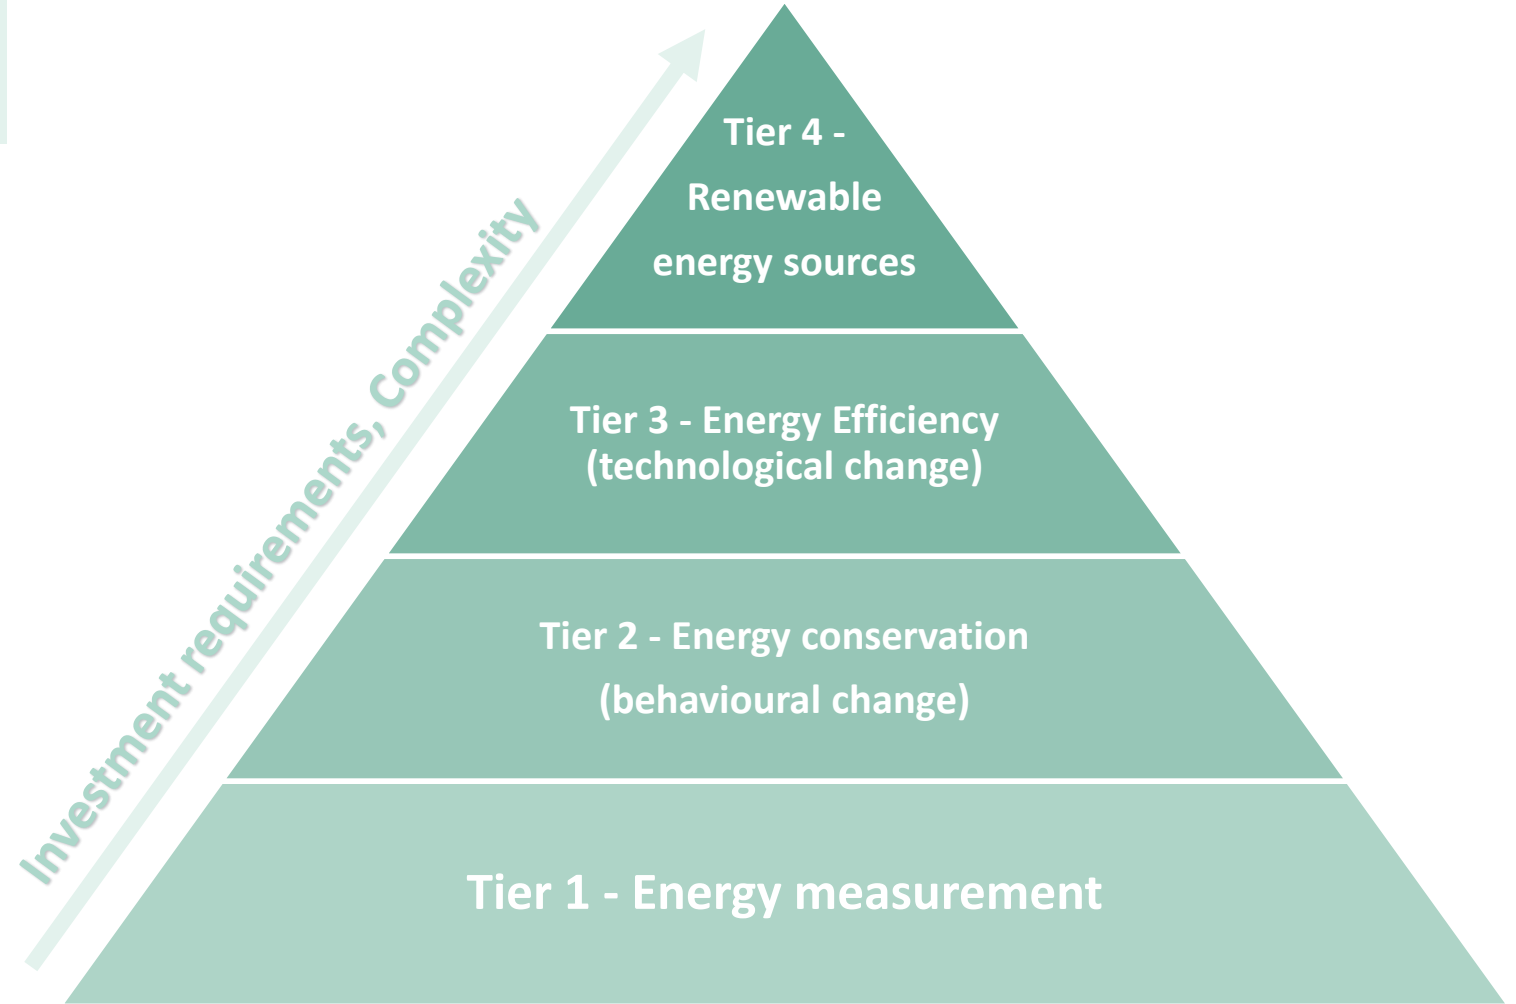 Investment requirements, Complexity
Tier 4 -
Renewable
energy sources
Tier 3 - Energy Efficiency
(technological change)
Tier 2 - Energy conservation
(behavioural change)
Tier 1 - Energy measurement